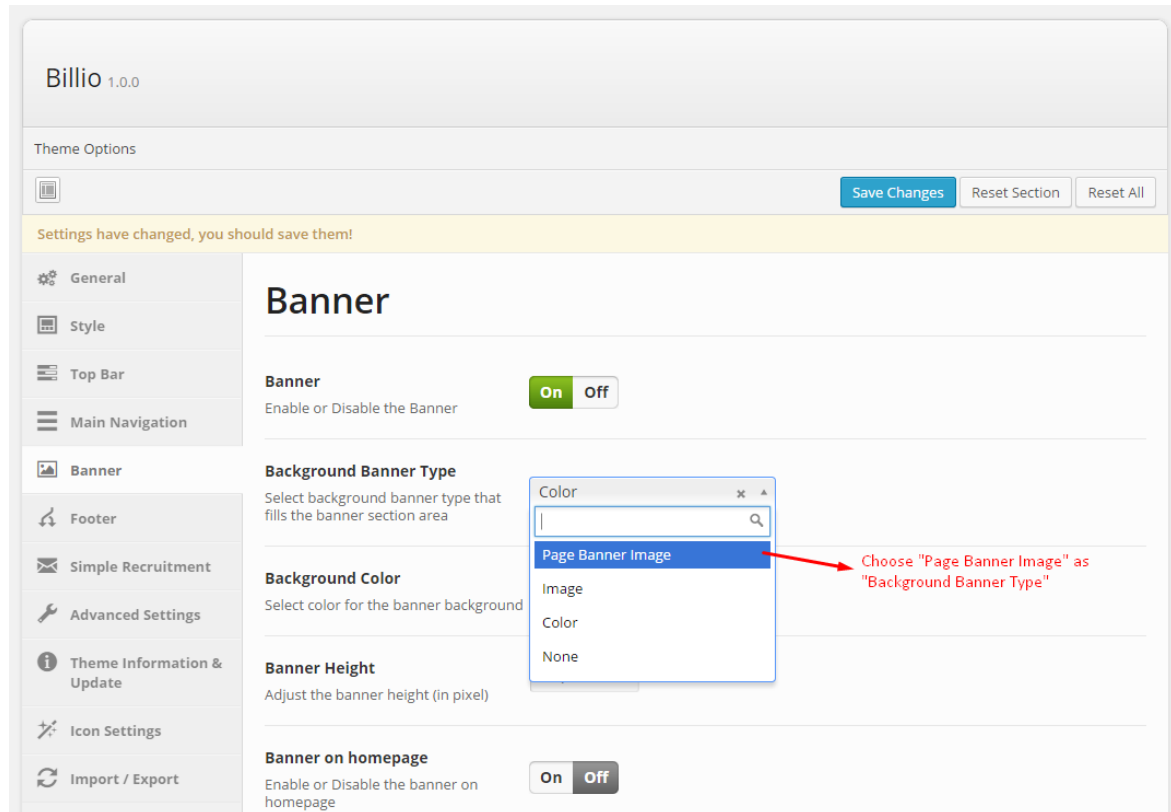 Billio 1.0.0
Theme Options
Save Changes
Reset Section
Reset All
Settings have changed, you should save them!
General
Style
Top Bar
Main Navigation
Banner
Footer
Simple Recruitment
Advanced Settings
Theme Information &
Update
Icon Settings
Import / Export
Banner
Banner
Enable or Disable the Banner
On Off
Background Banner Type
Select background banner type that
fills the banner section area
Color
Page Banner Image
Image
Color
None
Choose "Page Banner Image" as
"Background Banner Type"
Background Color
Select color for the banner background
Banner Height
Adjust the banner height (in pixel)
Banner on homepage
Enable or Disable the banner on
homepage
On Off